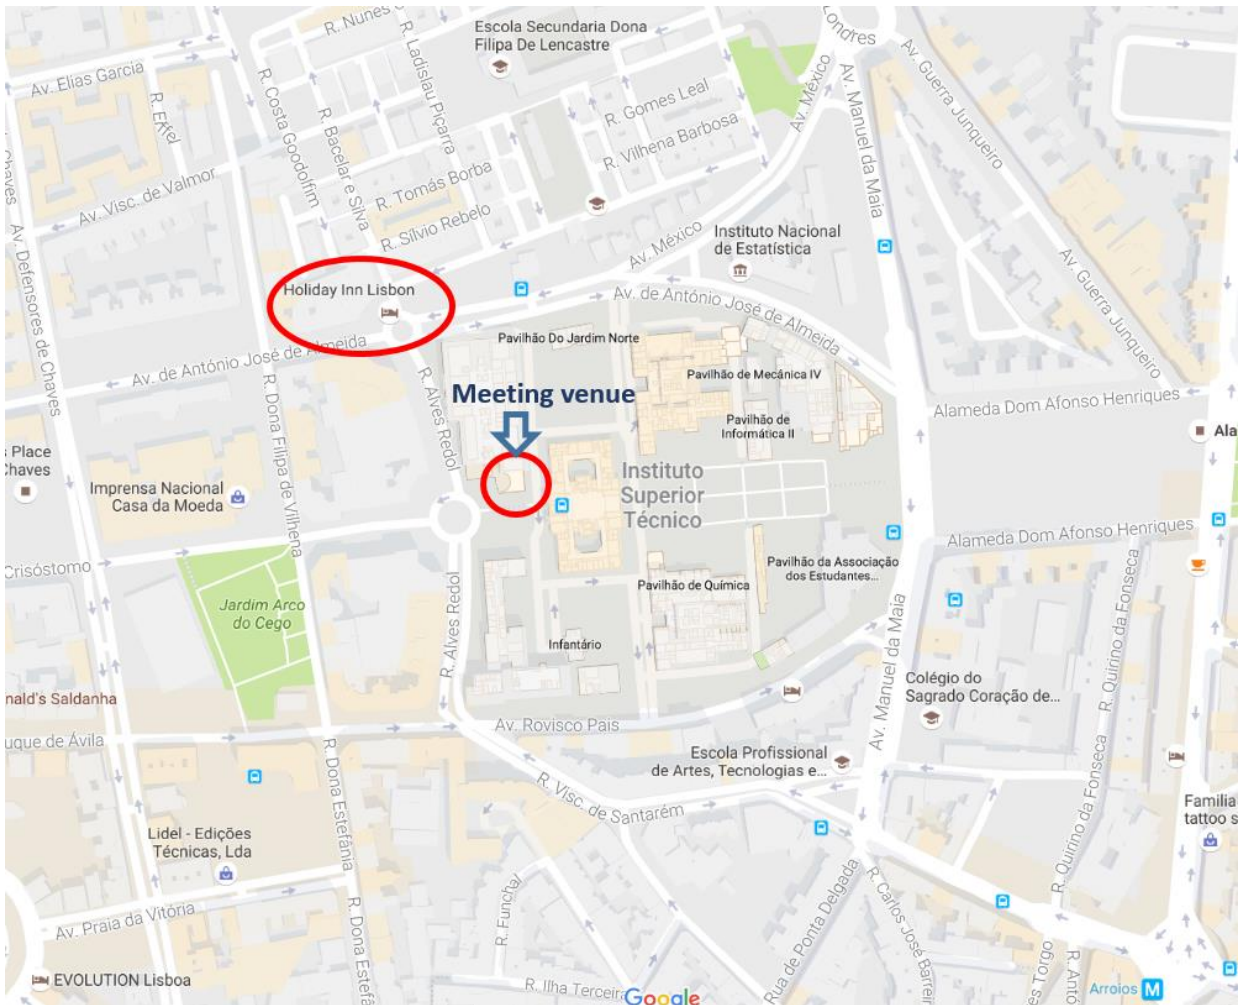 R. Nunes
Escola Secundaria Dona
Filipa De Lencastre
Londres
Av. Elias Garcia
R. Eiffel
R. Costa Goodolfim
R. Bacelar e Silva
R. Ladislau Piçarra
R. Gomes Leal
R. Vilhena Barbosa
Av. México
Av. Manuel da Maia
Av. Guerra Junqueiro
Chaves
Av. Visc. de Valmor
R. Tomás Borba
R. Sílvio Rebelo
Av. México
Instituto Nacional
de Estatística
Av. Guerra Junqueiro
Av. Defensores de Chaves
Holiday Inn Lisbon
Av. de António José de Almeida
Av. de António José de Almeida
Pavilhão Do Jardim Norte
Pavilhão de Mecánica IV
R. Alves Redol
Meeting venue
Pavilhão de
Informática II
Alameda Dom Afonso Henriques
Ala
s Place
Chaves
Imprensa Nacional
Casa da Moeda
R. Dona Filipa de Vilhena
Instituto
Superior
Técnico
Alameda Dom Afonso Henriques
Crisóstomo
Jardim Arco
do Cego
R. Alves Redol
Pavilhão de Química
Pavilhão da Associação
dos Estudantes...
Infantário
Av. Manuel da Maia
R. Quirino da Fonseca
Colégio do
Sagrado Coração de...
nald's Saldanha
Av. Rovisco Pais
uque de Ávila
Escola Profissional
de Artes, Tecnologias e...
R. Visc. de Santarém
R. Dona Estefânia
R. Quirino da Fonseca
Familia
tattoo s
Lidel - Edições
Técnicas, Lda
R. Funchal
Rua de Ponta Delgada
R. Carlos José Barreir
Av. Praia da Vitória
R. Dona Estef
EVOLUTION Lisboa
R. Ilha Terceir
Google
es Torgo
R. Antó
Arroios M